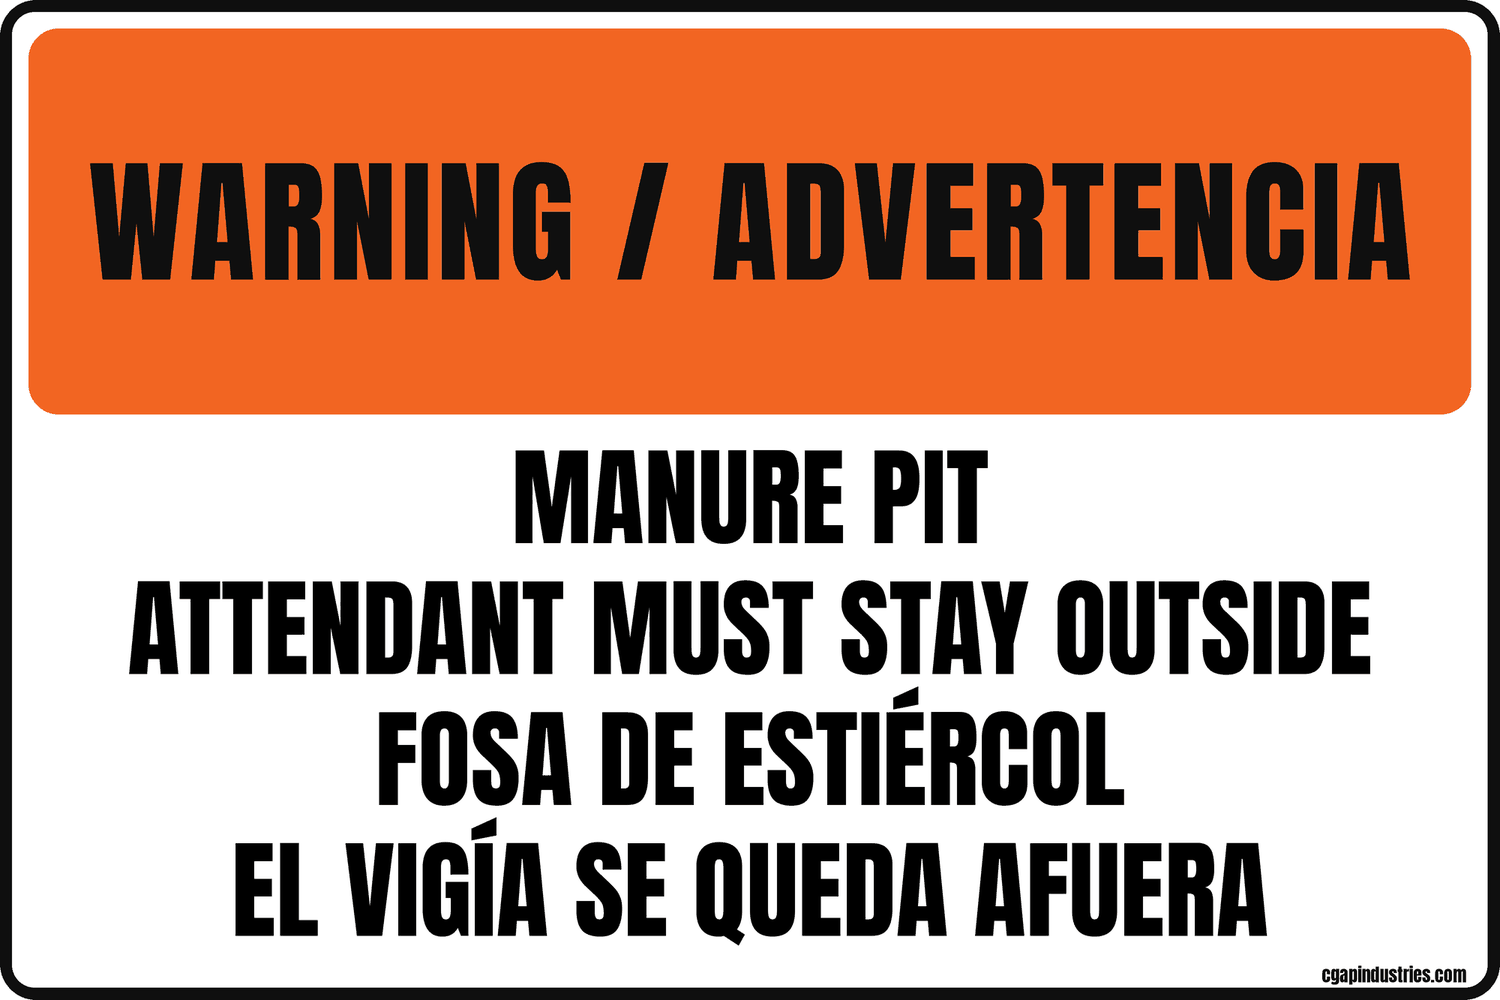 WARNING / ADVERTENCIA
MANURE PIT
ATTENDANT MUST STAY OUTSIDE
FOSA DE ESTIÉRCOL
EL VIGÍA SE QUEDA AFUERA
cgapindustries.com